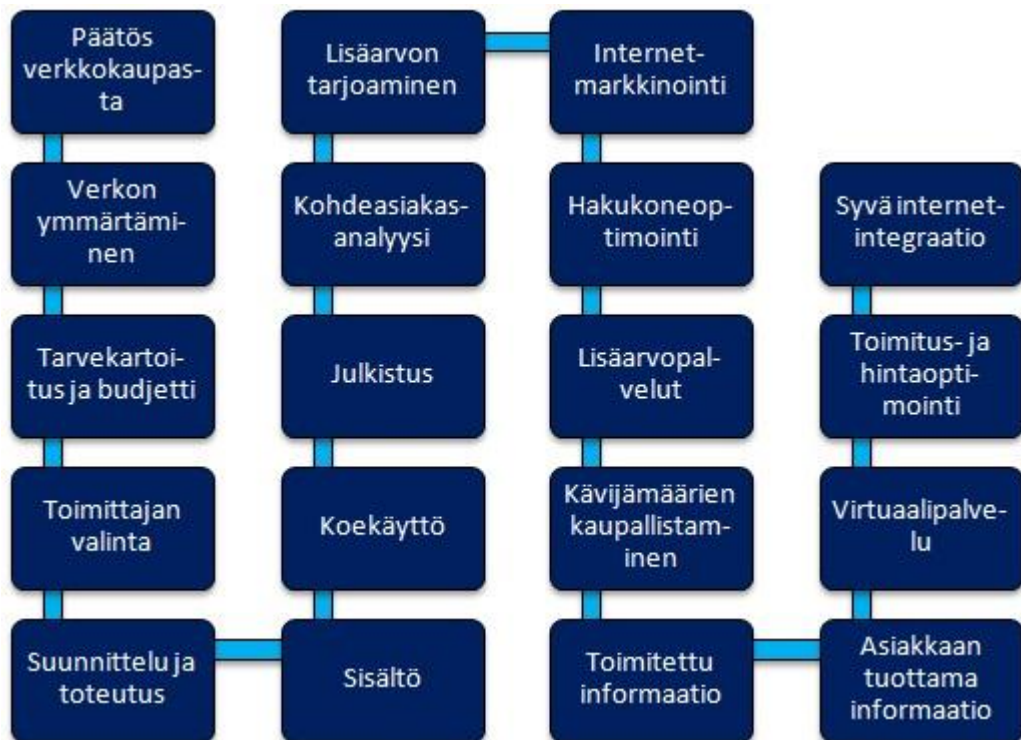 Päätös
verkkokaupas-
ta
Verkon
ymmärtämi-
nen
Tarvekartoi-
tus ja budjetti
Toimittajan
valinta
Suunnittelu ja
toteutus
Sisältö
Koekäyttö
Julkistus
Kohdeasiakas-
analyysi
Lisäarvon
tarjoaminen
Internet-
markkinointi
Hakukoneop-
timointi
Lisäarvopal-
velut
Kävijämäärien
kaupallistam-
inen
Toimitettu
informaatio
Asiakkaan
tuottama
informaatio
Virtuaalipalve-
lu
Toimitus- ja
hintaopti-
mointi
Syvä internet-
integraatio